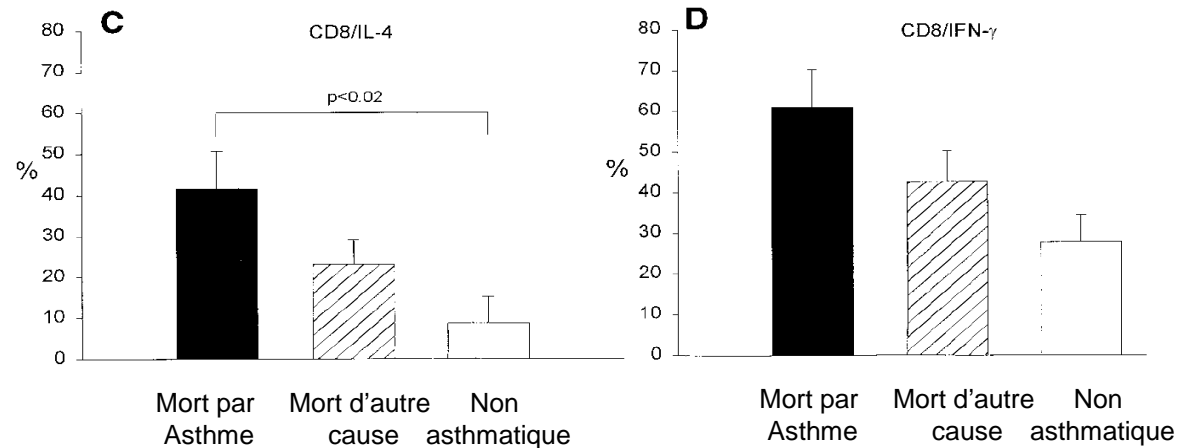 C
CD8/IL-4
80
70
60
50
%
40
30
20
10
0
p<0.02
Mort par
Asthme
Mort d'autre
cause
Non
asthmatique
D
CD8/IFN-γ
80
70
60
50
%
40
30
20
10
0
Mort par
Asthme
Mort d'autre
cause
Non
asthmatique